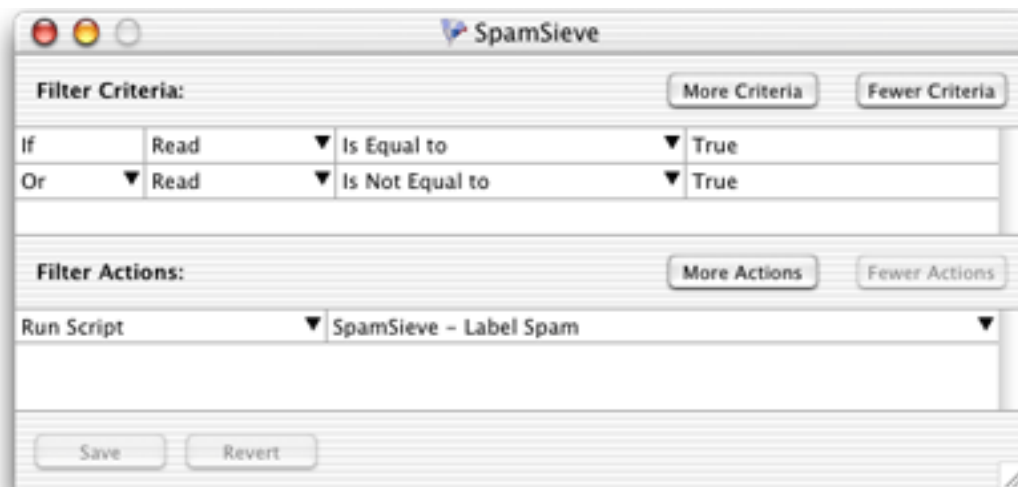 SpamSieve
Filter Criteria: More Criteria Fewer Criteria
If Read Is Equal to True
Or Read Is Not Equal to True
Filter Actions: More Actions Fewer Actions
Run Script SpamSieve – Label Spam
Save Revert